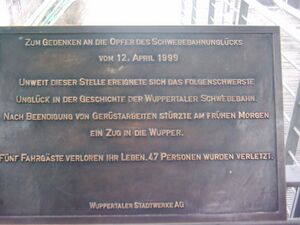 ZUM GEDENKEN AN DIE OPFER DES SCHWEBEBAHNUNGLÜCKS
VOM 12. APRIL 1999
UNWEIT DIESER STELLE EREIGNETE SICH DAS FOLGENSCHWERSTE
UNGLÜCK IN DER GESCHICHTE DER WUPPERTALER SCHWEBEBAHN.
NACH BEENDIGUNG VON GERÜSTARBEITEN STÜRZTE AM FRÜHEN MORGEN
EIN ZUG IN DIE WUPPER.
FÜNF FAHRGÄSTE VERLOREN IHR LEBEN. 47 PERSONEN WURDEN VERLETZT.
WUPPERTALER STADTWERKE AG